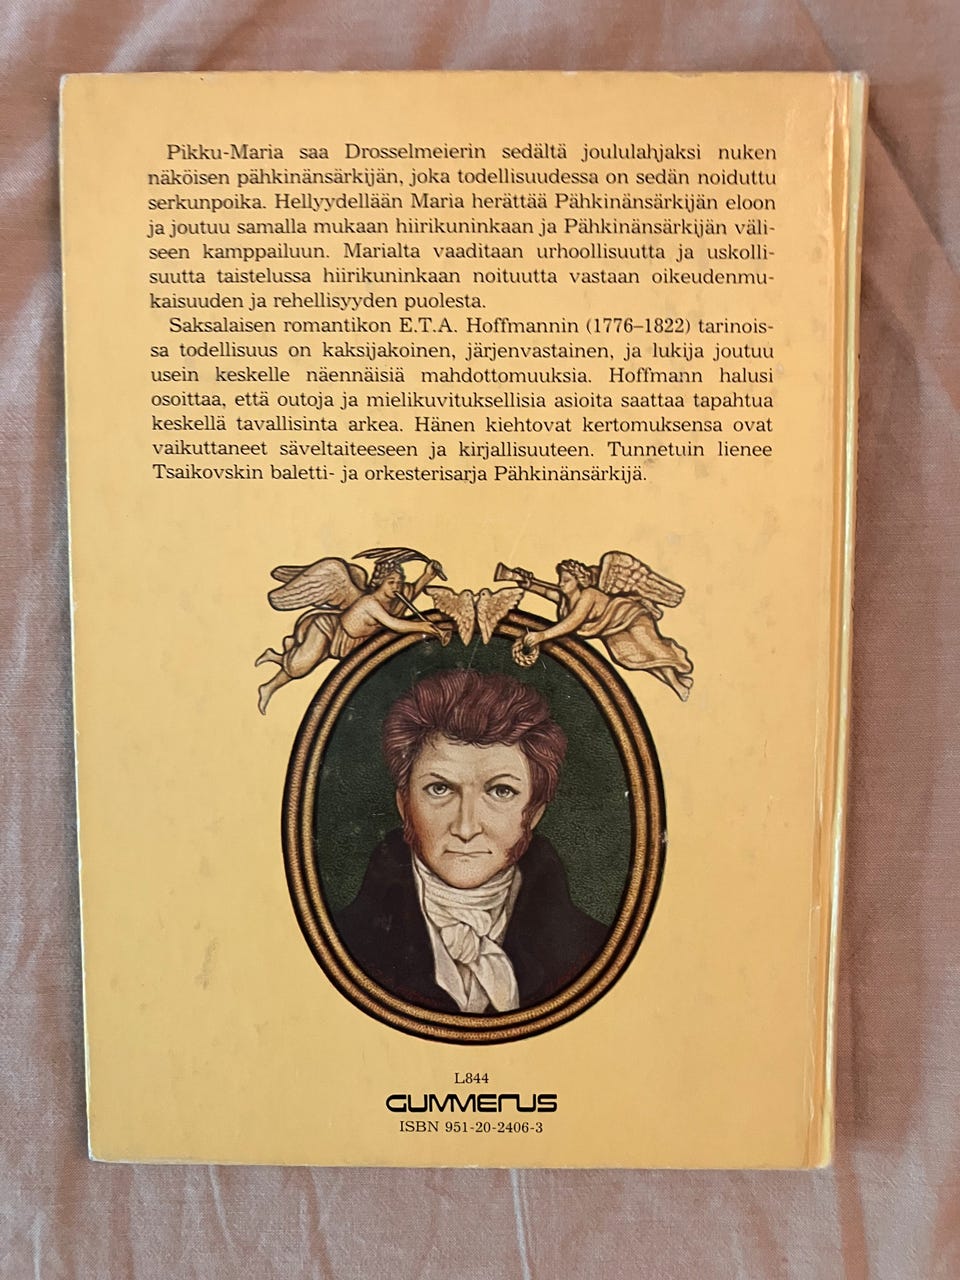 Pikku-Maria saa Drosselmeierin sedältä joululahjaksi nuken
näköisen pähkinänsärkijän, joka todellisuudessa on sedän noiduttu
serkunpoika. Hellyydellään Maria herättää Pähkinänsärkijän eloon
ja joutuu samalla mukaan hiirikuninkaan ja Pähkinänsärkijän väli-
seen kamppailuun. Marialta vaaditaan urhoollisuutta ja uskolli-
suutta taistelussa hiirikuninkaan noituutta vastaan oikeudenmu-
kaisuuden ja rehellisyyden puolesta.
Saksalaisen romantikon E.T.A. Hoffmannin (1776–1822) tarinois-
sa todellisuus on kaksijakoinen, järjenvastainen, ja lukija joutuu
usein keskelle näennäisiä mahdottomuuksia. Hoffmann halusi
osoittaa, että outoja ja mielikuvituksellisia asioita saattaa tapahtua
keskellä tavallisinta arkea. Hänen kiehtovat kertomuksensa ovat
vaikuttaneet säveltaiteeseen ja kirjallisuuteen. Tunnetuin lienee
Tsaikovskin baletti- ja orkesterisarja Pähkinänsärkijä.
L844
GUMMERUS
ISBN 951-20-2406-3